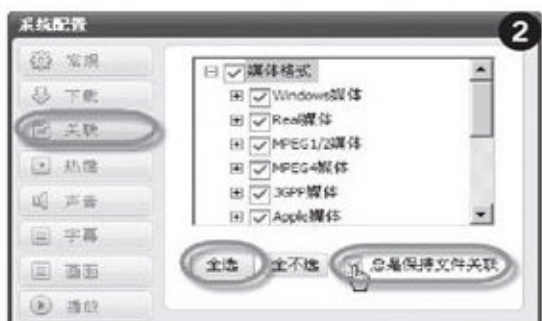 系统配置
2
常规
下载
关联
热键
声音
字幕
画面
播放
媒体格式
Windows媒体
Real媒体
MPEG1/2媒体
MPEG4媒体
3GPP媒体
Apple媒体
全选 全不选 总是保持文件关联